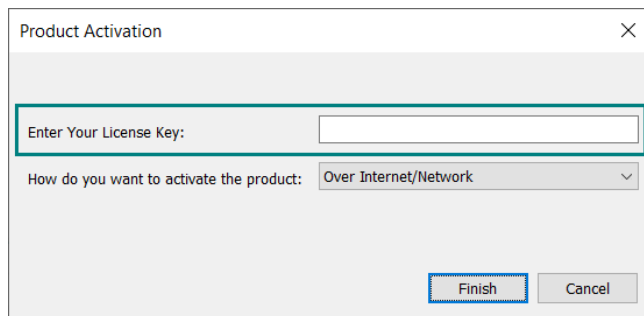 Product Activation
Enter Your License Key:
How do you want to activate the product: Over Internet/Network
Finish Cancel